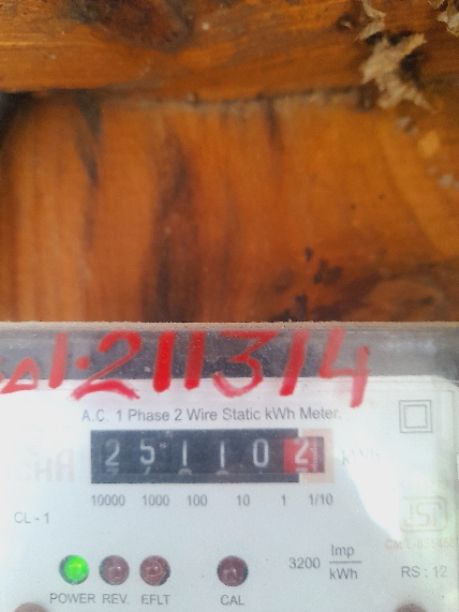 211314
A.C. 1 Phase 2 Wire Static kWh Meter.
251102 kWh
10000 1000 100 10 1 1/10
CL - 1
3200 Imp
kWh
RS : 12
POWER REV. E.FLT CAL